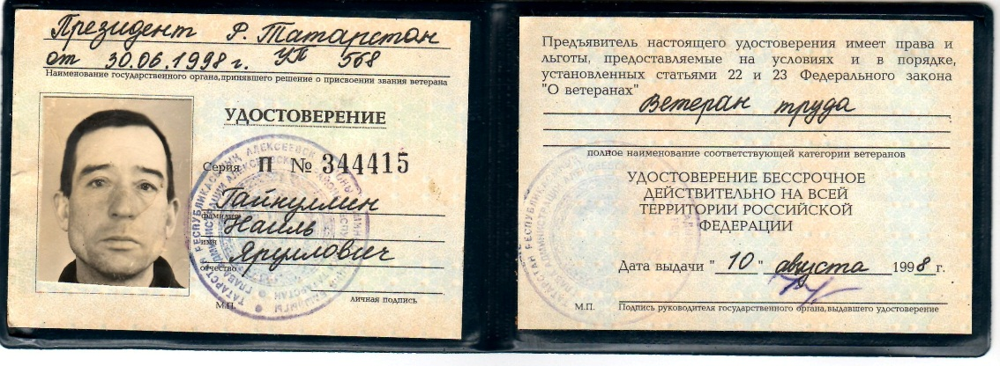 Президент Р. Татарстан
от 30.06.1998 г. УП 568
Наименование государственного органа,принявшего решение о присвоении звания ветерана
УДОСТОВЕРЕНИЕ
Серия П № 344415
Гайнуллин
фамилия
Наиль
имя
отчество
личная подпись
М.П.
Предъявитель настоящего удостоверения имеет права и
льготы, предоставляемые на условиях и в порядке,
установленных статьями 22 и 23 Федерального закона
"О ветеранах"
Ветеран труда
полное наименование соответствующей категории ветеранов
УДОСТОВЕРЕНИЕ БЕССРОЧНОЕ
ДЕЙСТВИТЕЛЬНО НА ВСЕЙ
ТЕРРИТОРИИ РОССИЙСКОЙ
ФЕДЕРАЦИИ
Дата выдачи "10" августа 1998 г.
М.П. Подпись руководителя государственного органа,выдавшего удостоверение